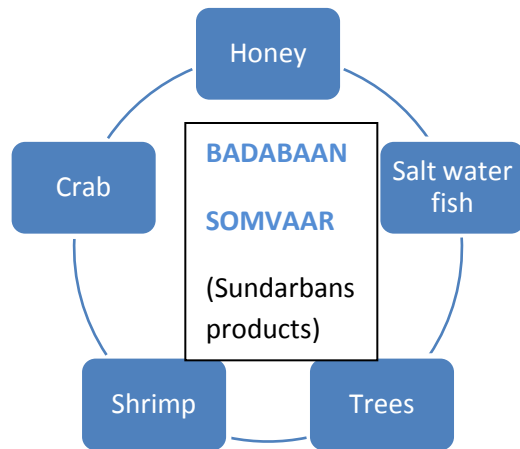 Honey
Crab
BADABAAN
SOMVAAR
(Sundarbans
products)
Salt water
fish
Shrimp
Trees